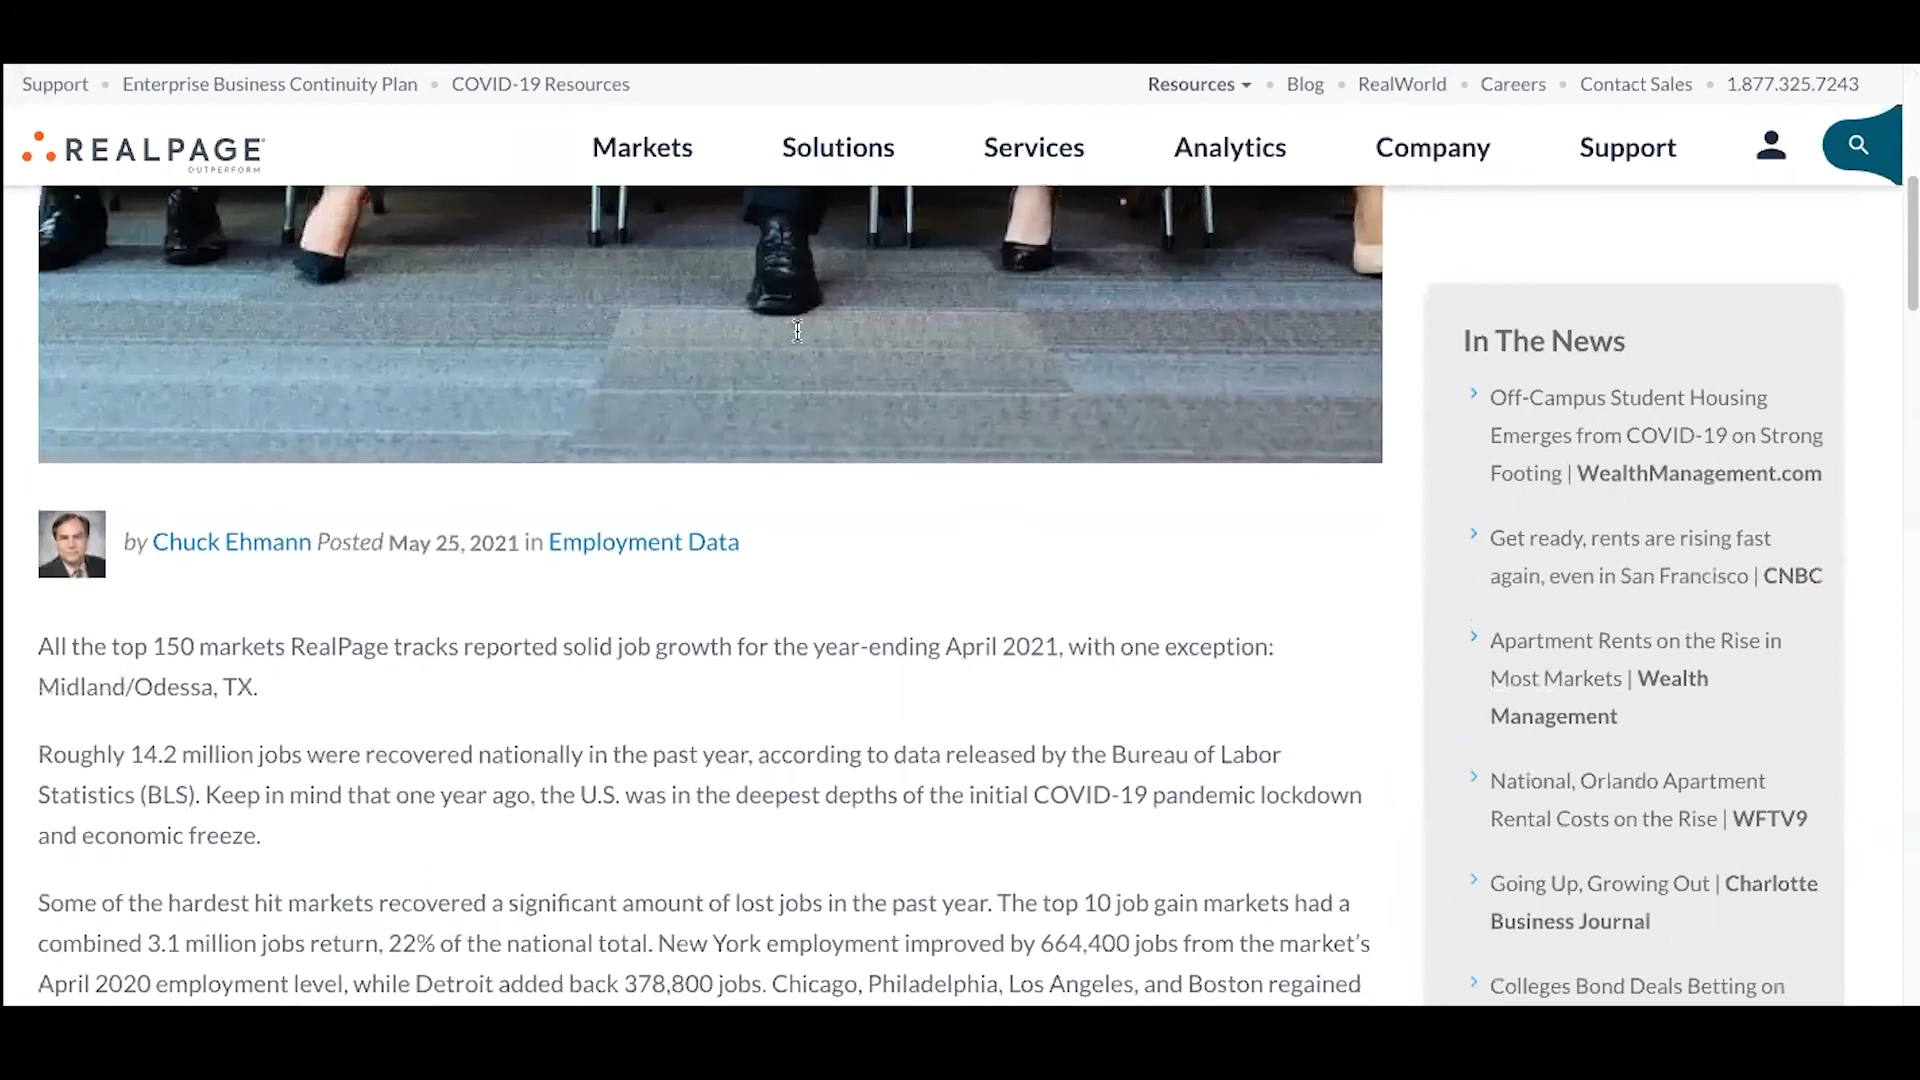 Support • Enterprise Business Continuity Plan • COVID-19 Resources
Resources • Blog • RealWorld • Careers • Contact Sales • 1.877.325.7243
REALPAGE
OUTPERFORM
Markets Solutions Services Analytics Company Support
by Chuck Ehmann Posted May 25, 2021 in Employment Data
All the top 150 markets RealPage tracks reported solid job growth for the year-ending April 2021, with one exception:
Midland/Odessa, TX.
Roughly 14.2 million jobs were recovered nationally in the past year, according to data released by the Bureau of Labor
Statistics (BLS). Keep in mind that one year ago, the U.S. was in the deepest depths of the initial COVID-19 pandemic lockdown
and economic freeze.
Some of the hardest hit markets recovered a significant amount of lost jobs in the past year. The top 10 job gain markets had a
combined 3.1 million jobs return, 22% of the national total. New York employment improved by 664,400 jobs from the market's
April 2020 employment level, while Detroit added back 378,800 jobs. Chicago, Philadelphia, Los Angeles, and Boston regained
In The News
Off-Campus Student Housing
Emerges from COVID-19 on Strong
Footing | WealthManagement.com
Get ready, rents are rising fast
again, even in San Francisco | CNBC
Apartment Rents on the Rise in
Most Markets | Wealth
Management
National, Orlando Apartment
Rental Costs on the Rise | WFTV9
Going Up, Growing Out | Charlotte
Business Journal
Colleges Bond Deals Betting on